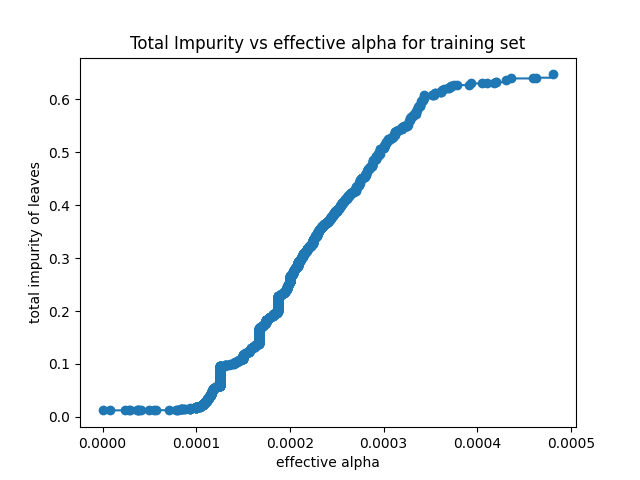 Total Impurity vs effective alpha for training set
total impurity of leaves
0.6
0.5
0.4
0.3
0.2
0.1
0.0
0.0000 0.0001 0.0002 0.0003 0.0004 0.0005
effective alpha